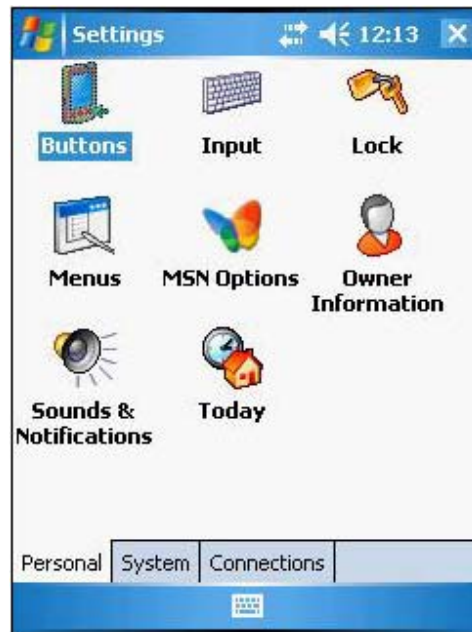 Settings 12:13
Buttons Input Lock
Menus MSN Options Owner
Information
Sounds & Today
Notifications
Personal System Connections